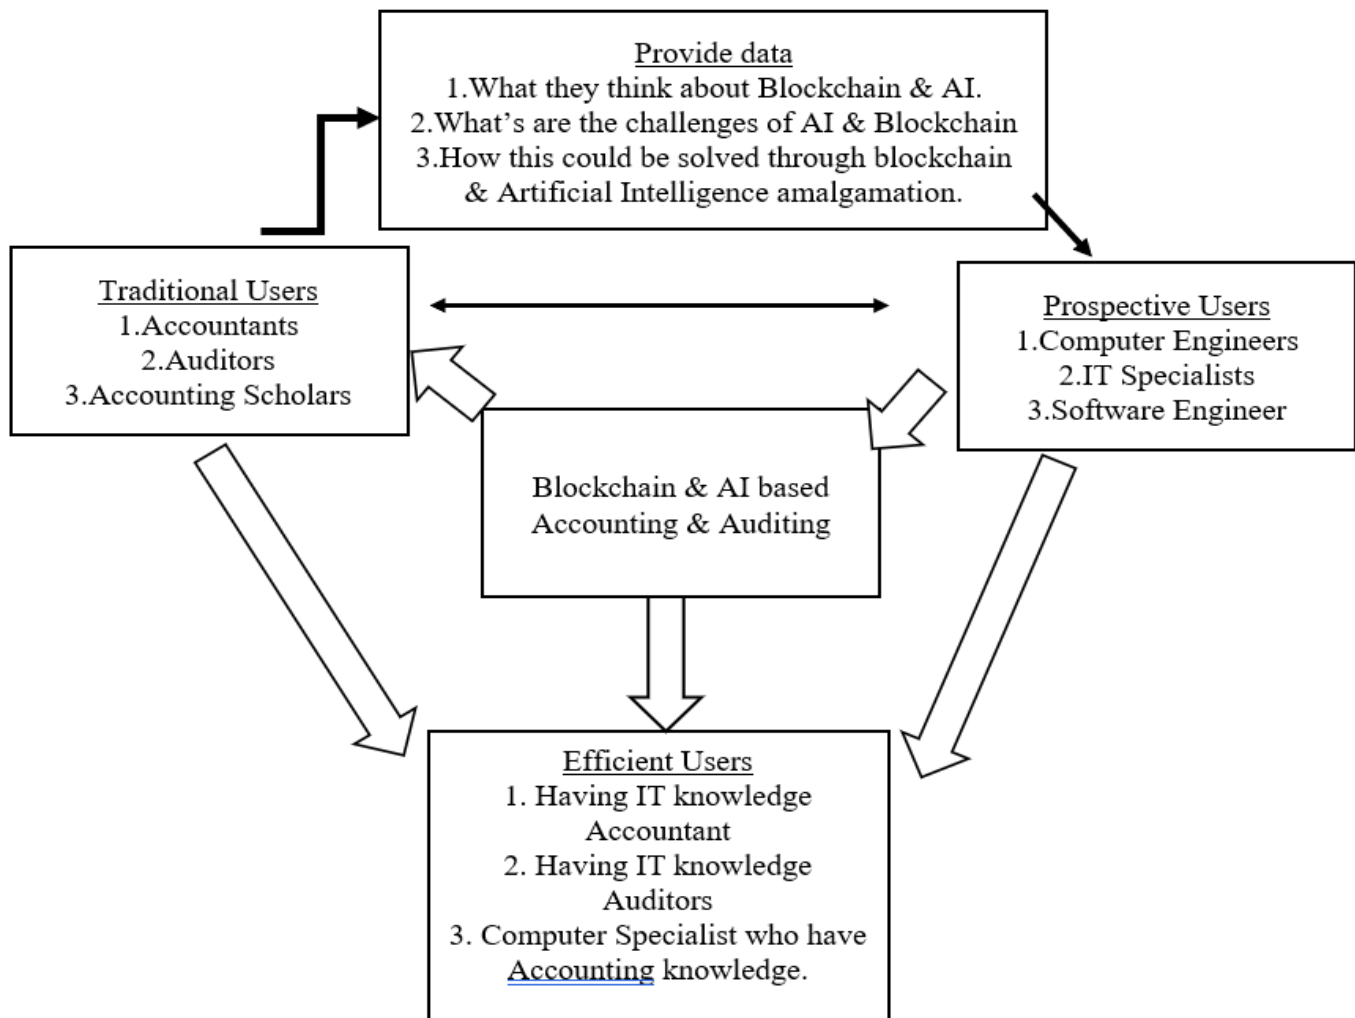 Provide data
1.What they think about Blockchain & AI.
2.What's are the challenges of AI & Blockchain
3.How this could be solved through blockchain
& Artificial Intelligence amalgamation.
Traditional Users
1.Accountants
2.Auditors
3.Accounting Scholars
Prospective Users
1.Computer Engineers
2.IT Specialists
3.Software Engineer
Blockchain & AI based
Accounting & Auditing
Efficient Users
1. Having IT knowledge
Accountant
2. Having IT knowledge
Auditors
3. Computer Specialist who have
Accounting knowledge.